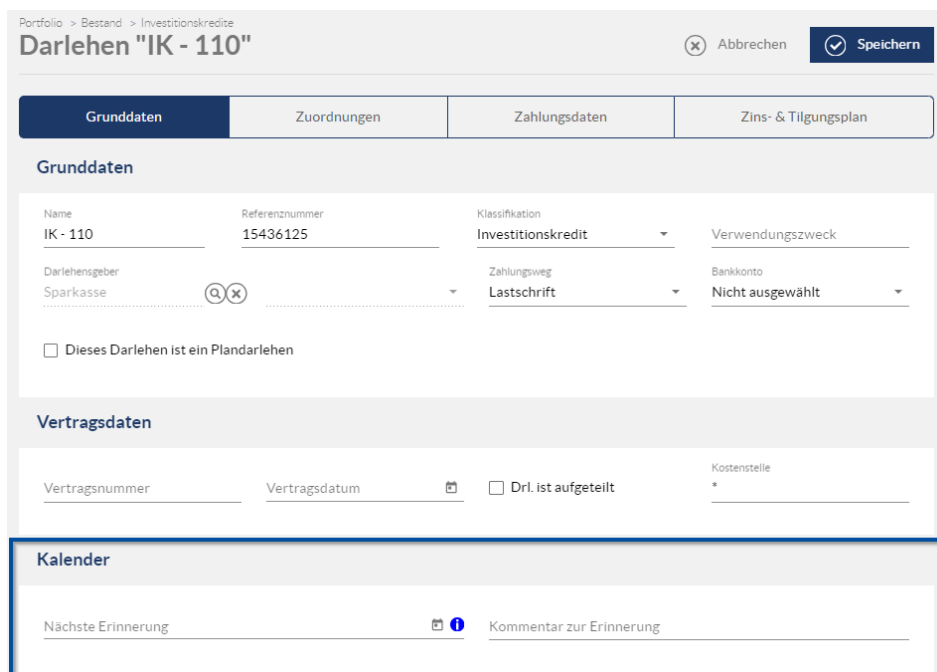 Portfolio > Bestand > Investitionskredite
Darlehen "IK - 110"
Abbrechen
Speichern
Grunddaten
Zuordnungen
Zahlungsdaten
Zins- & Tilgungsplan
Grunddaten
Name
Referenznummer
Klassifikation
IK - 110
15436125
Investitionskredit
Verwendungszweck
Darlehensgeber
Zahlungsweg
Bankkonto
Sparkasse
Lastschrift
Nicht ausgewählt
Dieses Darlehen ist ein Plandarlehen
Vertragsdaten
Kostenstelle
Vertragsnummer
Vertragsdatum
Drl. ist aufgeteilt
*
Kalender
Nächste Erinnerung
Kommentar zur Erinnerung